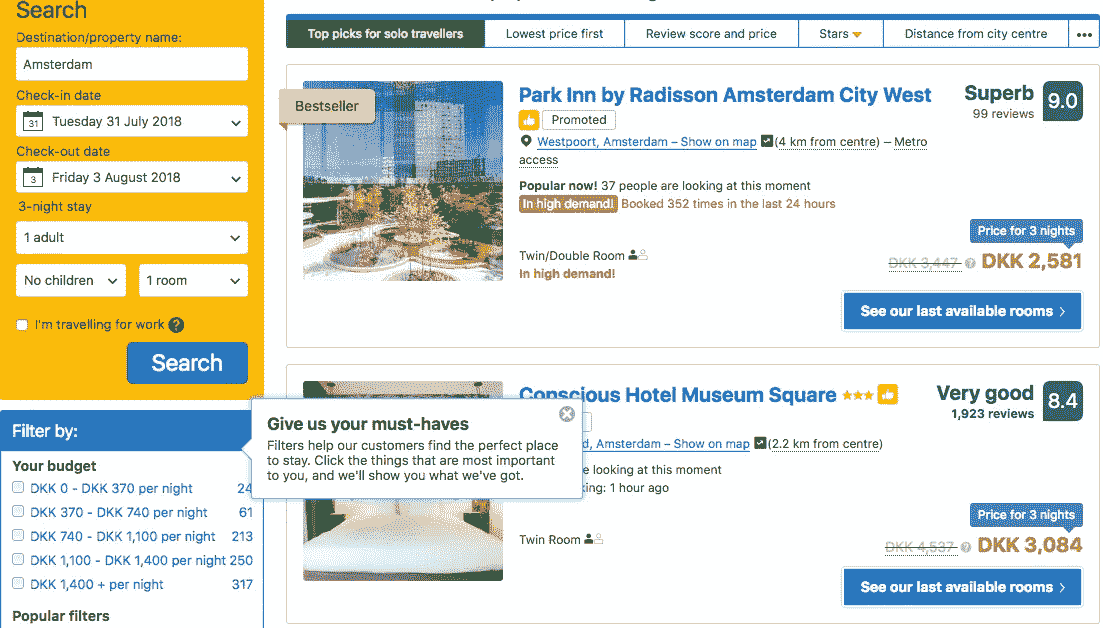 Search
Destination/property name:
Amsterdam
Check-in date
31
Tuesday 31 July 2018
Check-out date
3
Friday 3 August 2018
3-night stay
1 adult
No children
1 room
I'm travelling for work ?
Search
Filter by:
Your budget
DKK 0 - DKK 370 per night 24
DKK 370 - DKK 740 per night 61
DKK 740 - DKK 1,100 per night 213
DKK 1,100 - DKK 1,400 per night 250
DKK 1,400 + per night 317
Popular filters
Give us your must-haves
Filters help our customers find the perfect place
to stay. Click the things that are most important
to you, and we'll show you what we've got.
Top picks for solo travellers
Lowest price first
Review score and price
Stars
Distance from city centre
•••
Bestseller
Park Inn by Radisson Amsterdam City West
Promoted
Westpoort, Amsterdam – Show on map (4 km from centre) – Metro
access
Popular now! 37 people are looking at this moment
In high demand! Booked 352 times in the last 24 hours
Twin/Double Room
In high demand!
Superb
99 reviews
9.0
Price for 3 nights
DKK 3,447 ? DKK 2,581
See our last available rooms
Conscious Hotel Museum Square
Amsterdam – Show on map (2.2 km from centre)
looking at this moment
1 hour ago
Twin Room
Very good
1,923 reviews
8.4
Price for 3 nights
DKK 4,537 ? DKK 3,084
See our last available rooms